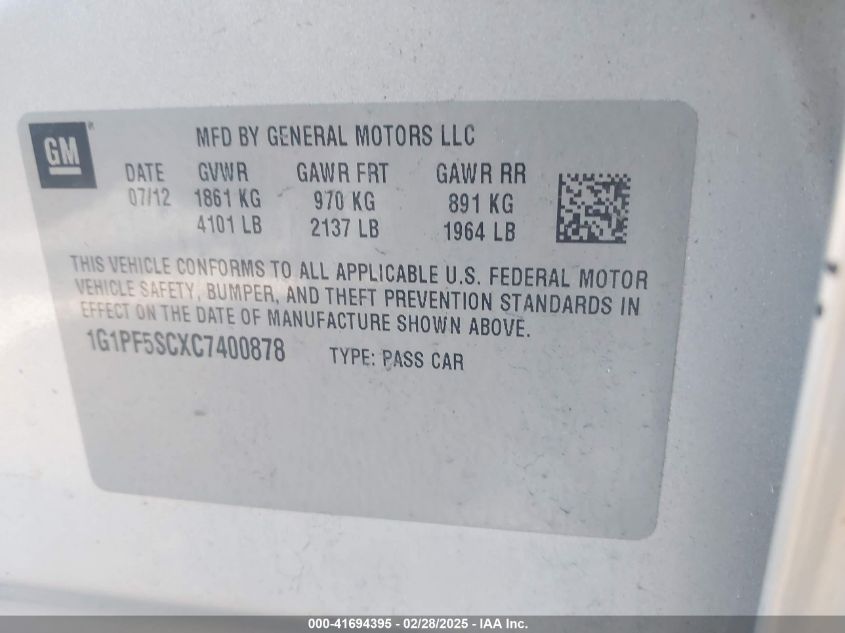 GM
MFD BY GENERAL MOTORS LLC
DATE GVWR GAWR FRT GAWR RR
07/12 1861 KG 970 KG 891 KG
4101 LB 2137 LB 1964 LB
THIS VEHICLE CONFORMS TO ALL APPLICABLE U.S. FEDERAL MOTOR
VEHICLE SAFETY, BUMPER, AND THEFT PREVENTION STANDARDS IN
EFFECT ON THE DATE OF MANUFACTURE SHOWN ABOVE.
1G1PF5SCXC7400878 TYPE: PASS CAR
000-41694395 - 02/28/2025 - IAA Inc.